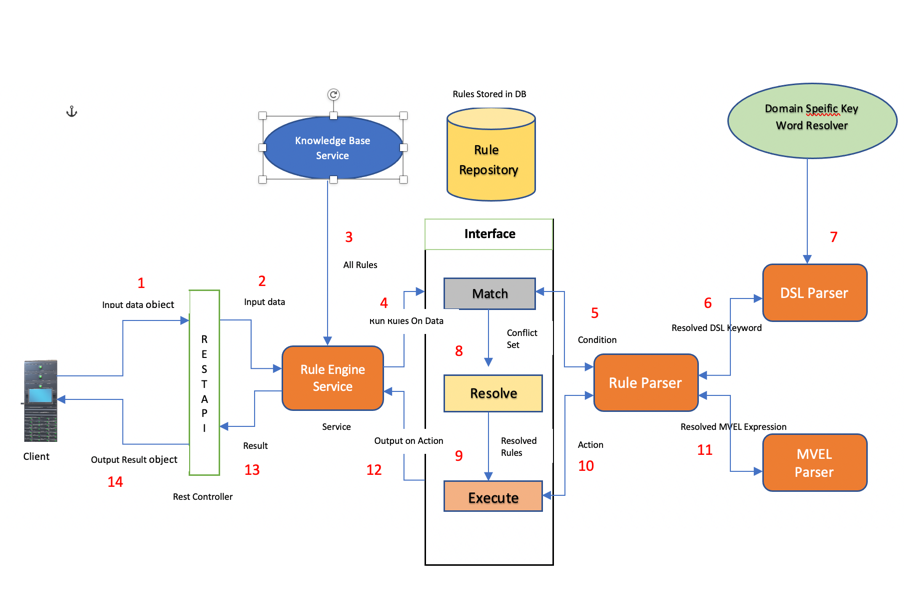 Rules Stored in DB
Domain Speific Key
Word Resolver
Knowledge Base
Service
Rule
Repository
Interface
3
7
All Rules
1
2
Input data object
Input data
Match
DSL Parser
4
Run Rules On Data
5
6
Resolved DSL Keyword
Condition
Conflict
Set
8
R
E
S
T
A
P
I
Rule Engine
Service
Rule Parser
Resolve
Service
Client
Output on Action
Resolved
Rules
Action
Resolved MVEL Expression
Result
Output Result object
9
10
11
12
13
14
MVEL
Parser
Rest Controller
Execute